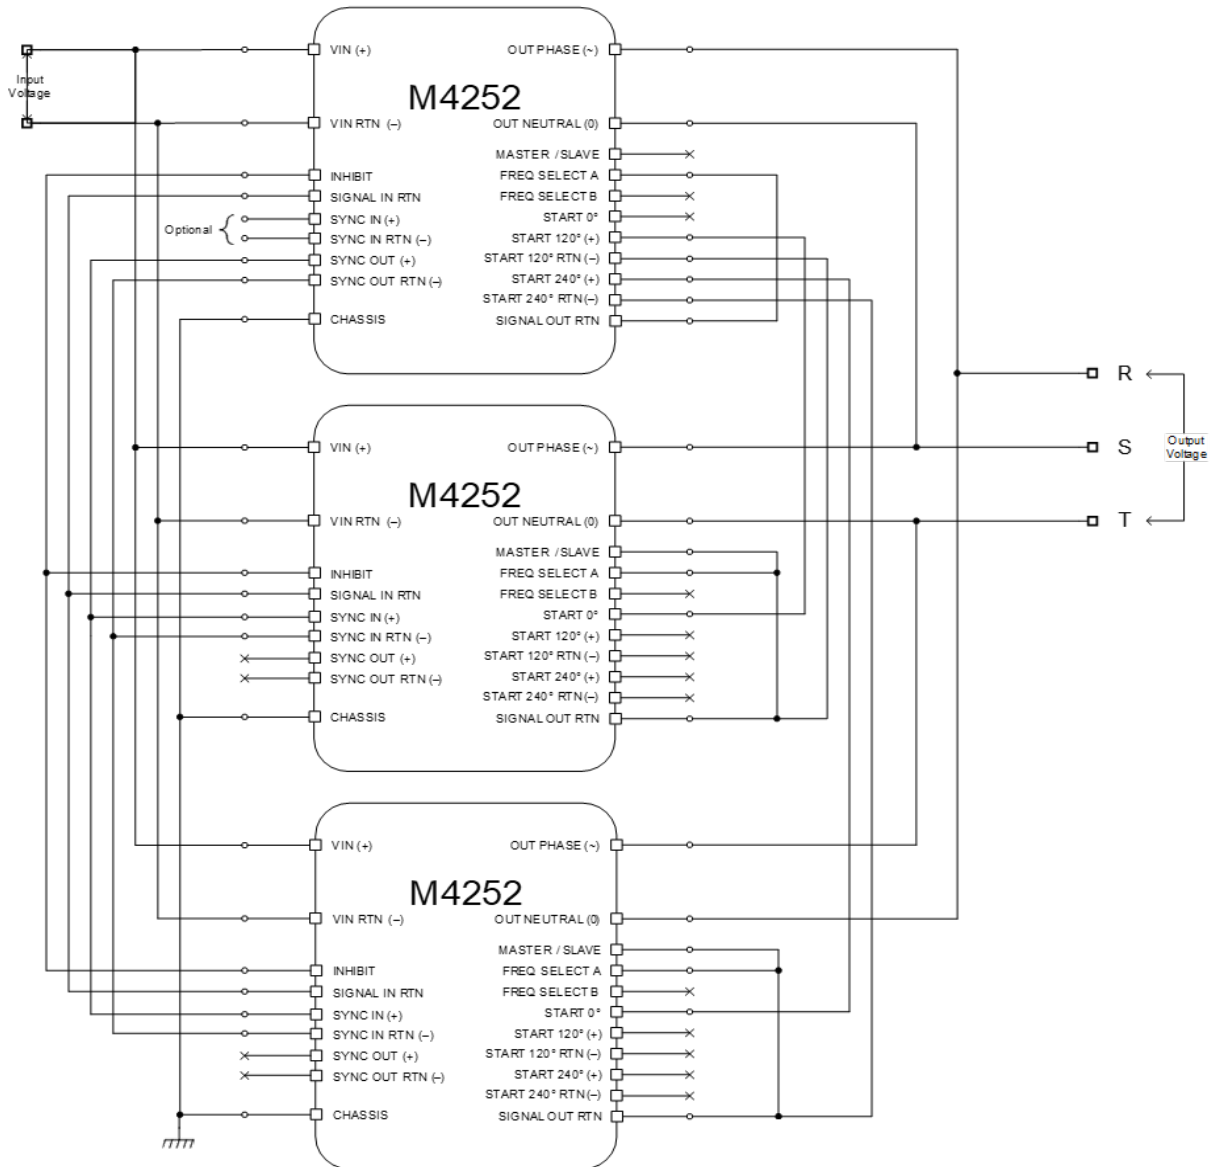 Input
Voltage
VIN (+)
OUT PHASE (~)
M4252
VIN RTN (–)
OUT NEUTRAL (0)
MASTER / SLAVE
INHIBIT
FREQ SELECT A
SIGNAL IN RTN
FREQ SELECT B
Optional
SYNC IN (+)
START 0°
SYNC IN RTN (–)
START 120° (+)
SYNC OUT (+)
START 120° RTN (–)
SYNC OUT RTN (–)
START 240° (+)
START 240° RTN (–)
CHASSIS
SIGNAL OUT RTN
R
S
T
Output
Voltage
VIN (+)
OUT PHASE (~)
M4252
VIN RTN (–)
OUT NEUTRAL (0)
MASTER / SLAVE
INHIBIT
FREQ SELECT A
SIGNAL IN RTN
FREQ SELECT B
SYNC IN (+)
START 0°
SYNC IN RTN (–)
START 120° (+)
SYNC OUT (+)
START 120° RTN (–)
SYNC OUT RTN (–)
START 240° (+)
START 240° RTN (–)
CHASSIS
SIGNAL OUT RTN
VIN (+)
OUT PHASE (~)
M4252
VIN RTN (–)
OUT NEUTRAL (0)
MASTER / SLAVE
INHIBIT
FREQ SELECT A
SIGNAL IN RTN
FREQ SELECT B
SYNC IN (+)
START 0°
SYNC IN RTN (–)
START 120° (+)
SYNC OUT (+)
START 120° RTN (–)
SYNC OUT RTN (–)
START 240° (+)
START 240° RTN (–)
CHASSIS
SIGNAL OUT RTN